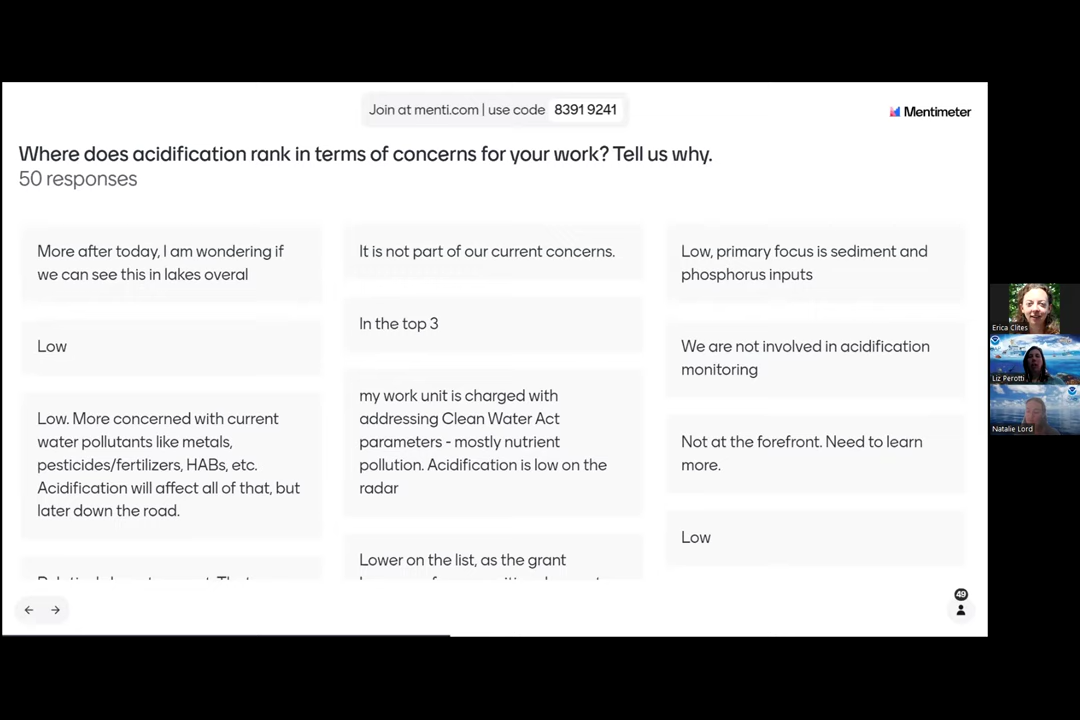 Join at menti.com | use code 8391 9241
Mentimeter
Where does acidification rank in terms of concerns for your work? Tell us why.
50 responses
More after today, I am wondering if
we can see this in lakes overal
Low
Low. More concerned with current
water pollutants like metals,
pesticides/fertilizers, HABs, etc.
Acidification will affect all of that, but
later down the road.
It is not part of our current concerns.
In the top 3
my work unit is charged with
addressing Clean Water Act
parameters - mostly nutrient
pollution. Acidification is low on the
radar
Lower on the list, as the grant
Low, primary focus is sediment and
phosphorus inputs
We are not involved in acidification
monitoring
Not at the forefront. Need to learn
more.
Low
49
Erica Clites
Liz Perotti
Natalie Lord